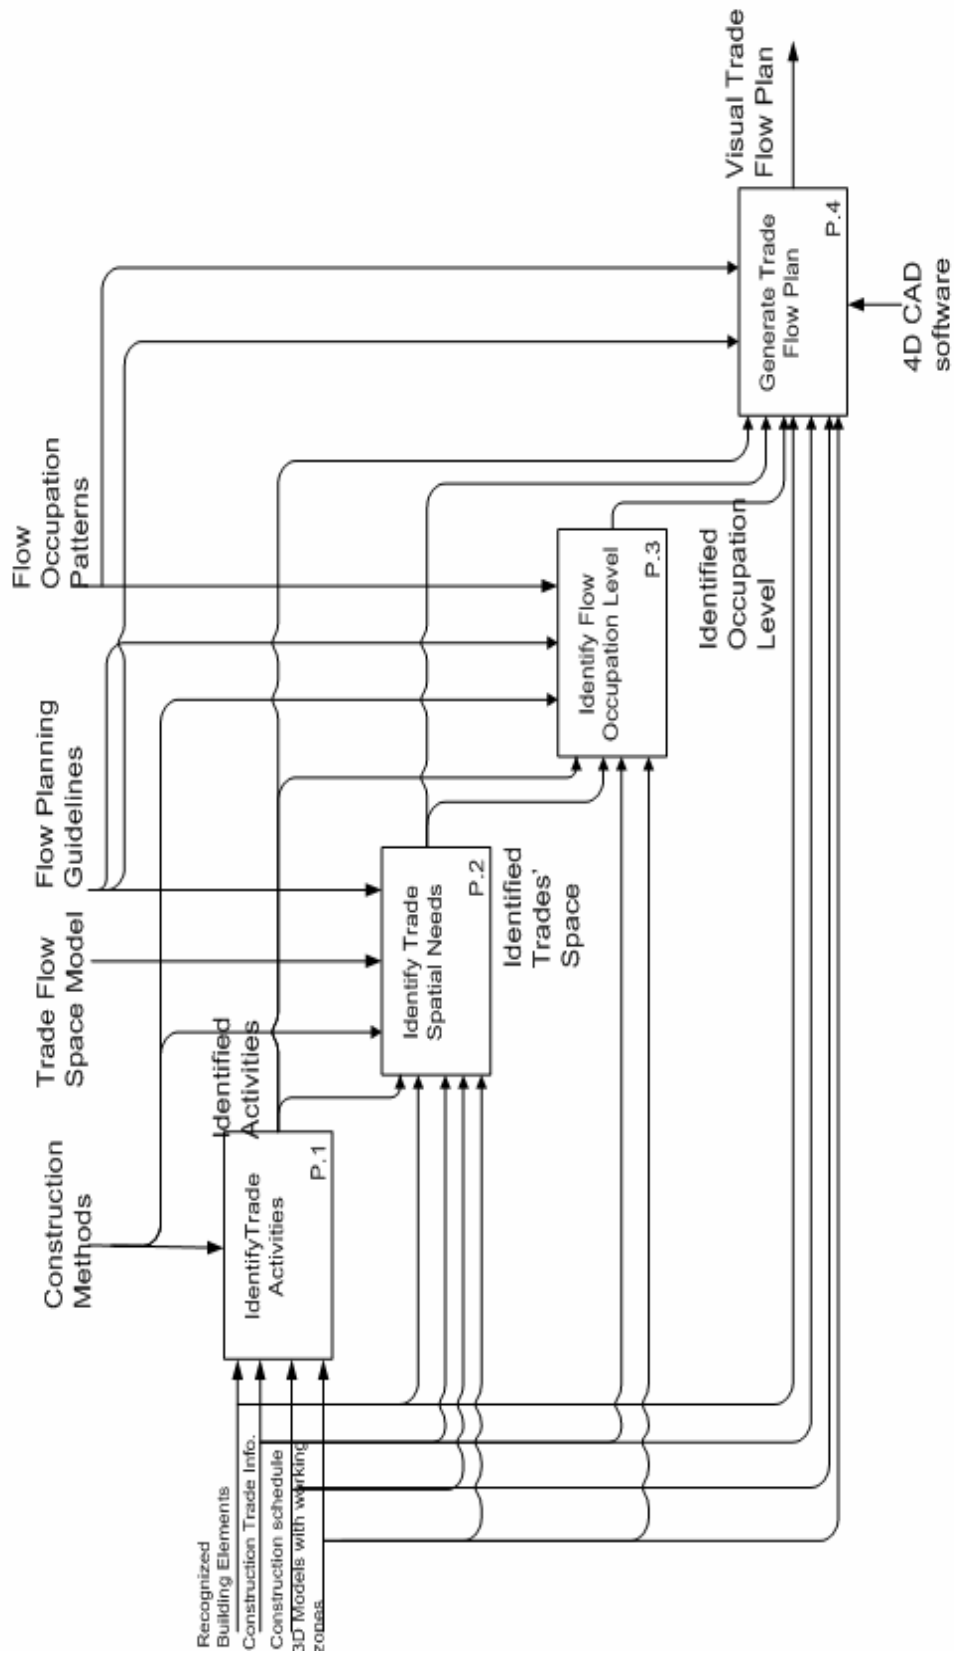 Flow
Occupation
Patterns
Flow Planning
Guidelines
Trade Flow
Space Model
Construction
Methods
Recognized
Building Elements
Construction Trade Info.
Construction schedule
3D Models with working
zones
IdentifyTrade
Activities
P.1
Identified
Activities
Identify Trade
Spatial Needs
P.2
Identified
Trades'
Space
Identify Flow
Occupation Level
P.3
Identified
Occupation
Level
Generate Trade
Flow Plan
P.4
Visual Trade
Flow Plan
4D CAD
software